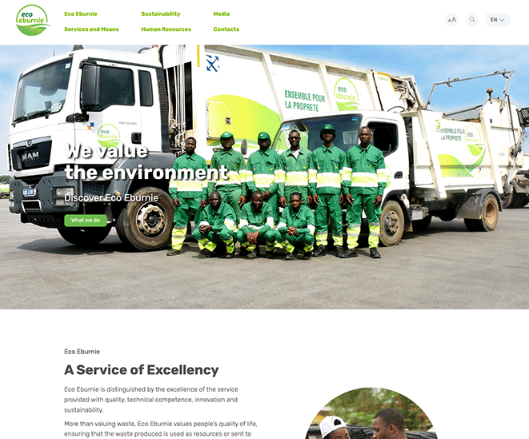 eco
eburnie
Eco Eburnie
Sustainability
Media
Services and Means
Human Resources
Contacts
AA
EN
ENSEMBLE POUR
LA PROPRETE
ENSEMBLE POUR
LA PROPRETE
eco
MAN
We value
the environment
Discover Eco Eburnie
What we do
Eco Eburnie
A Service of Excellency
Eco Eburnie is distinguished by the excellence of the service
provided with quality, technical competence, innovation and
sustainability.
More than valuing waste, Eco Eburnie values people's quality of life,
ensuring that the waste produced is used as resources or sent to